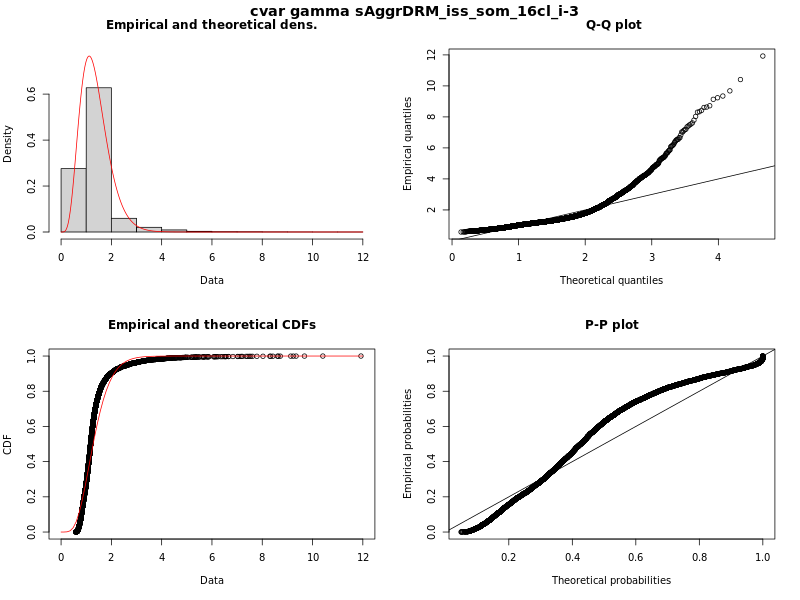 cvar gamma sAggrDRM_iss_som_16cl_i-3
Empirical and theoretical dens.
Density
0.0 0.2 0.4 0.6
0 2 4 6 8 10 12
Data
Q-Q plot
Empirical quantiles
2 4 6 8 10 12
0 1 2 3 4
Theoretical quantiles
Empirical and theoretical CDFs
CDF
0.0 0.2 0.4 0.6 0.8 1.0
0 2 4 6 8 10 12
Data
P-P plot
Empirical probabilities
0.0 0.2 0.4 0.6 0.8 1.0
0.2 0.4 0.6 0.8 1.0
Theoretical probabilities